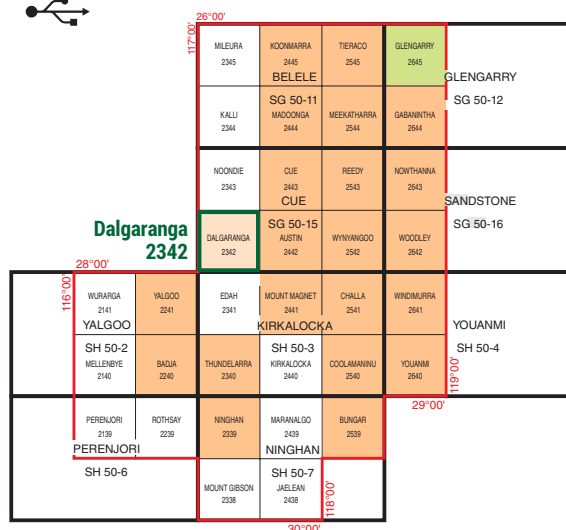 26°00'
117°00'
MILEURA
2345
KOONMARRA
2445
TIERACO
2545
GLENGARRY
2645
BELELE
GLENGARRY
SG 50-11
SG 50-12
KALLI
2344
MADOONGA
2444
MEEKATHARRA
2544
GABANINTHA
2644
NOONDIE
2343
CUE
2443
REEDY
2543
NOWTHANNA
2643
CUE
SANDSTONE
SG 50-15
SG 50-16
Dalgaranga
2342
DALGARANGA
2342
AUSTIN
2442
WYNYANGOO
2542
WOODLEY
2642
28°00'
116°00'
WURARGA
2141
YALGOO
2241
EDAH
2341
MOUNT MAGNET
2441
CHALLA
2541
WINDIMURRA
2641
YALGOO
KIRKALOCKA
YOUANMI
SH 50-2
SH 50-3
SH 50-4
MELLENBYE
2140
BADJA
2240
THUNDELARRA
2340
KIRKALOCKA
2440
COOLAMANINU
2540
YOUANMI
2640
119°00'
29°00'
PERENJORI
2139
ROTHSAY
2239
NINGHAN
2339
MARANALGO
2439
BUNGAR
2539
PERENJORI
NINGHAN
SH 50-6
SH 50-7
MOUNT GIBSON
2338
JAELEAN
2438
118°00'
30°00'